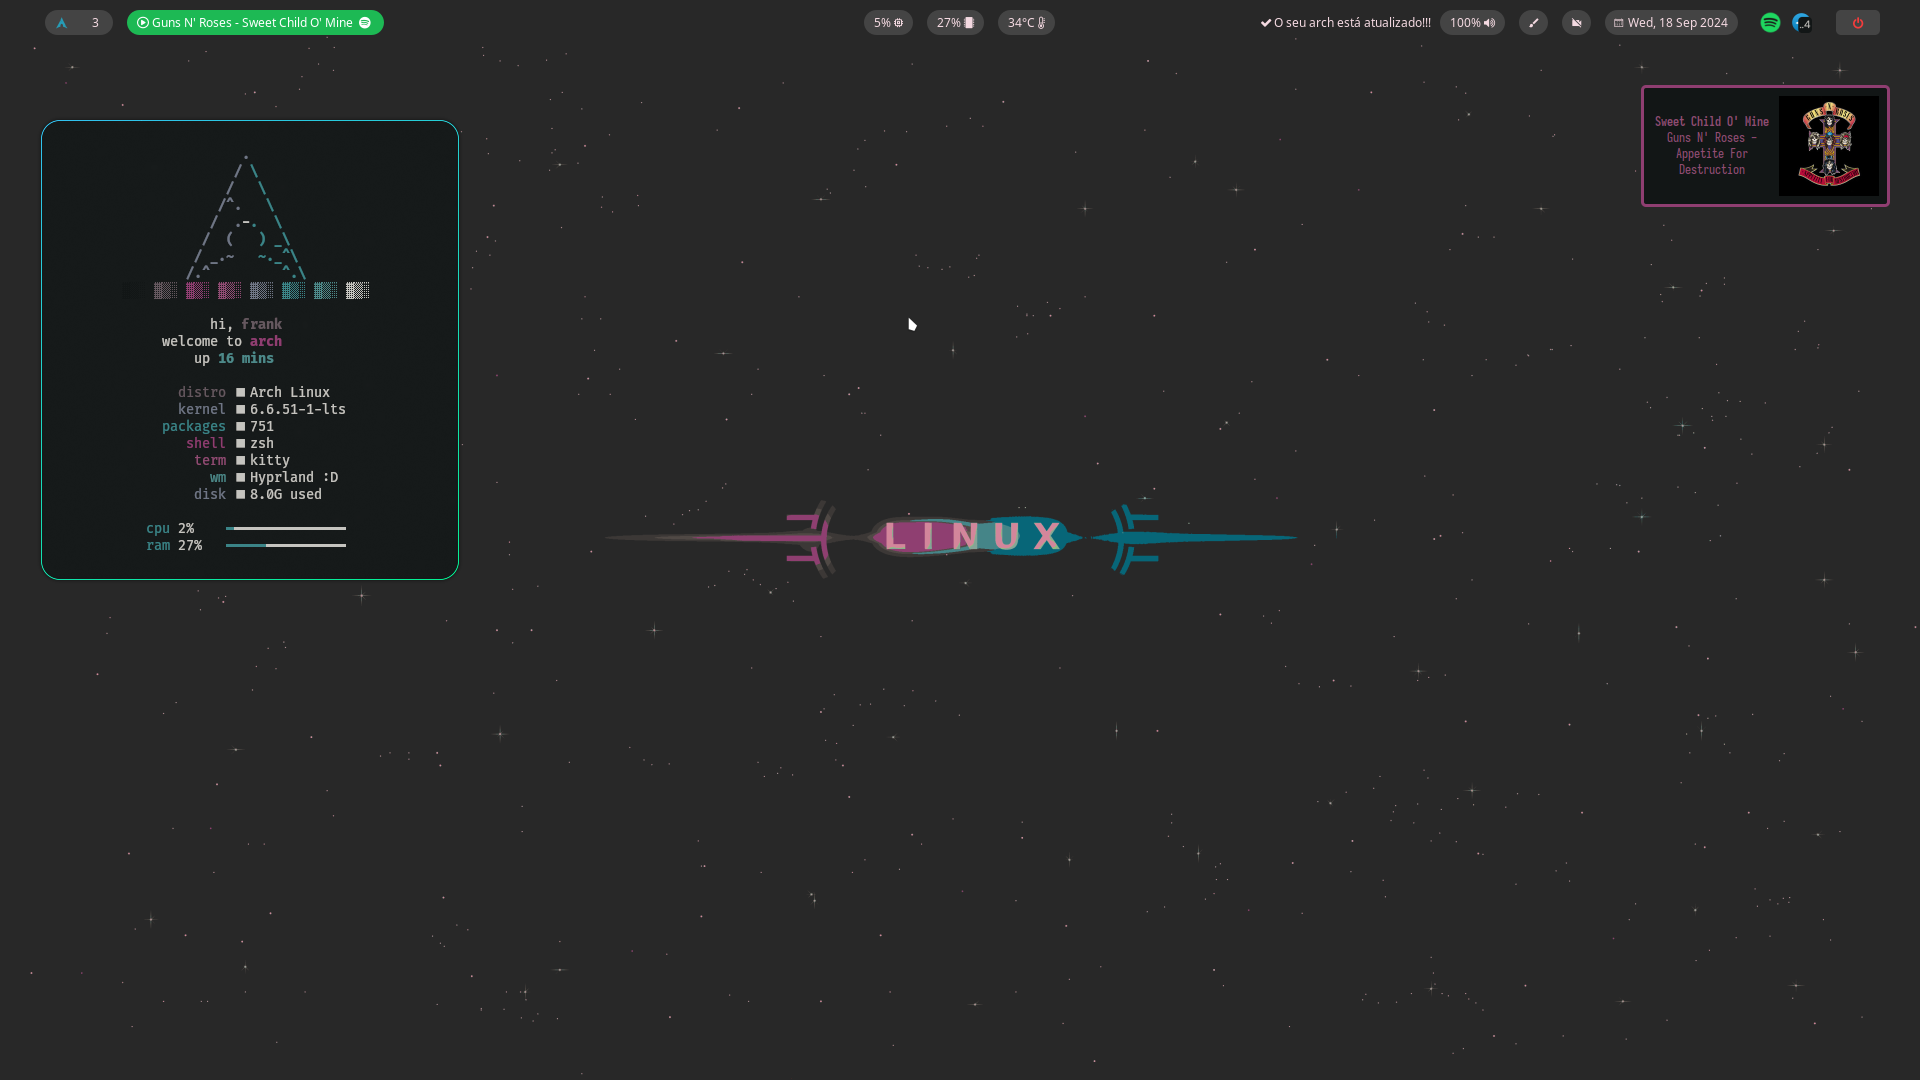 3
Guns N' Roses - Sweet Child O' Mine
5%
27%
34°C
O seu arch está atualizado!!!
100%
Wed, 18 Sep 2024
..4
Sweet Child O' Mine
Guns N' Roses -
Appetite For
Destruction
hi, frank
welcome to arch
up 16 mins
distro ■ Arch Linux
kernel ■ 6.6.51-1-lts
packages ■ 751
shell ■ zsh
term ■ kitty
wm ■ Hyprland :D
disk ■ 8.0G used
cpu 2%
ram 27%
LINUX